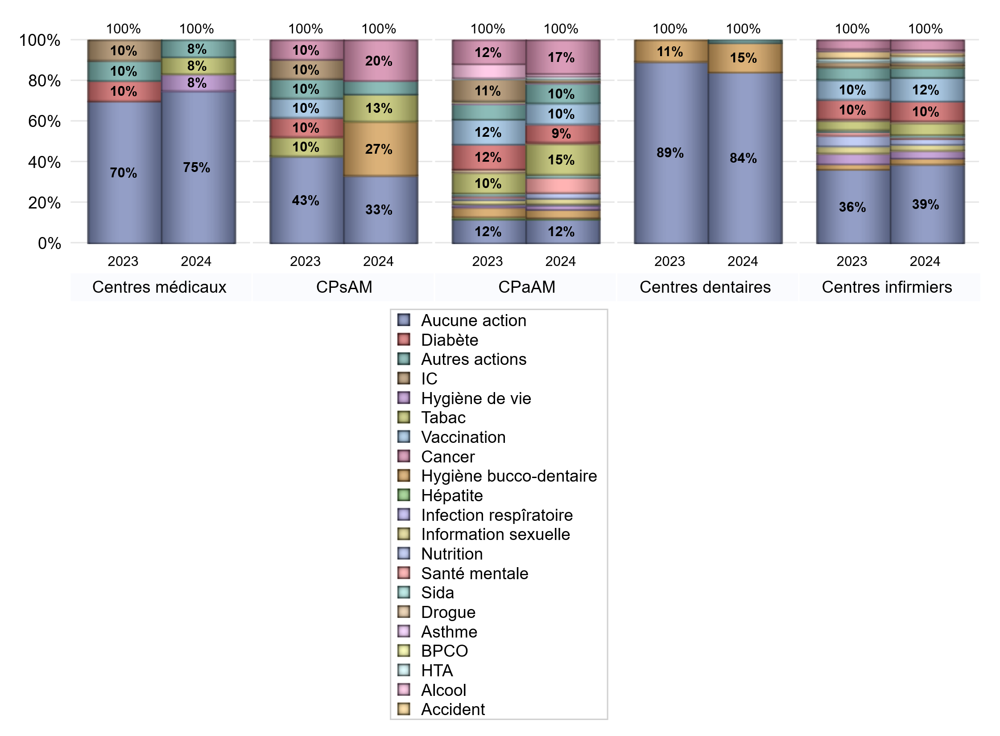 100% 100% 100% 100% 100% 100% 100% 100% 100% 100%
100%
80%
60%
40%
20%
0%
10%
10%
10%
70%
8%
8%
8%
75%
10%
10%
10%
10%
10%
10%
43%
20%
13%
27%
33%
12%
11%
12%
12%
10%
12%
17%
10%
10%
9%
15%
12%
11%
89%
15%
84%
10%
10%
36%
12%
10%
39%
2023 2024 2023 2024 2023 2024 2023 2024 2023 2024
Centres médicaux CPsAM CPaAM Centres dentaires Centres infirmiers
Aucune action
Diabète
Autres actions
IC
Hygiène de vie
Tabac
Vaccination
Cancer
Hygiène bucco-dentaire
Hépatite
Infection respîratoire
Information sexuelle
Nutrition
Santé mentale
Sida
Drogue
Asthme
BPCO
HTA
Alcool
Accident